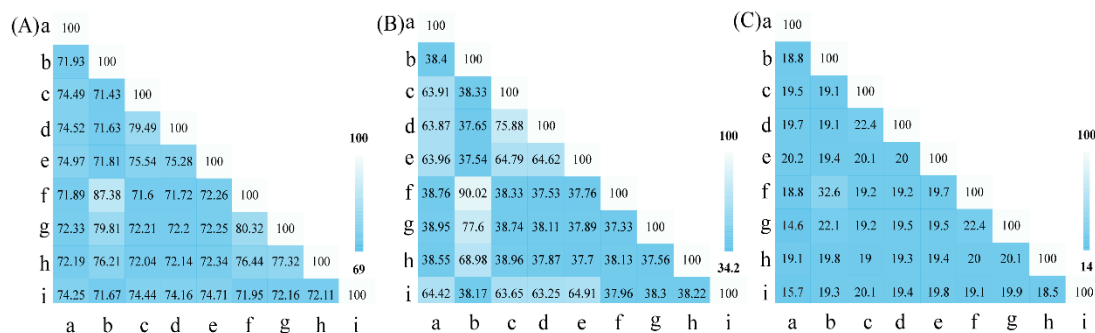 (A) a 100
b 71.93 100
c 74.49 71.43 100
d 74.52 71.63 79.49 100
e 74.97 71.81 75.54 75.28 100
f 71.89 87.38 71.6 71.72 72.26 100
g 72.33 79.81 72.21 72.2 72.25 80.32 100
h 72.19 76.21 72.04 72.14 72.34 76.44 77.32 100
i 74.25 71.67 74.44 74.16 74.71 71.95 72.16 72.11 100
a b c d e f g h i
100
69
(B) a 100
b 38.4 100
c 63.91 38.33 100
d 63.87 37.65 75.88 100
e 63.96 37.54 64.79 64.62 100
f 38.76 90.02 38.33 37.53 37.76 100
g 38.95 77.6 38.74 38.11 37.89 37.33 100
h 38.55 68.98 38.96 37.87 37.7 38.13 37.56 100
i 64.42 38.17 63.65 63.25 64.91 37.96 38.3 38.22 100
a b c d e f g h i
100
34.2
(C) a 100
b 18.8 100
c 19.5 19.1 100
d 19.7 19.1 22.4 100
e 20.2 19.4 20.1 20 100
f 18.8 32.6 19.2 19.2 19.7 100
g 14.6 22.1 19.2 19.5 19.5 22.4 100
h 19.1 19.8 19 19.3 19.4 20 20.1 100
i 15.7 19.3 20.1 19.4 19.8 19.1 19.9 18.5 100
a b c d e f g h i
100
14